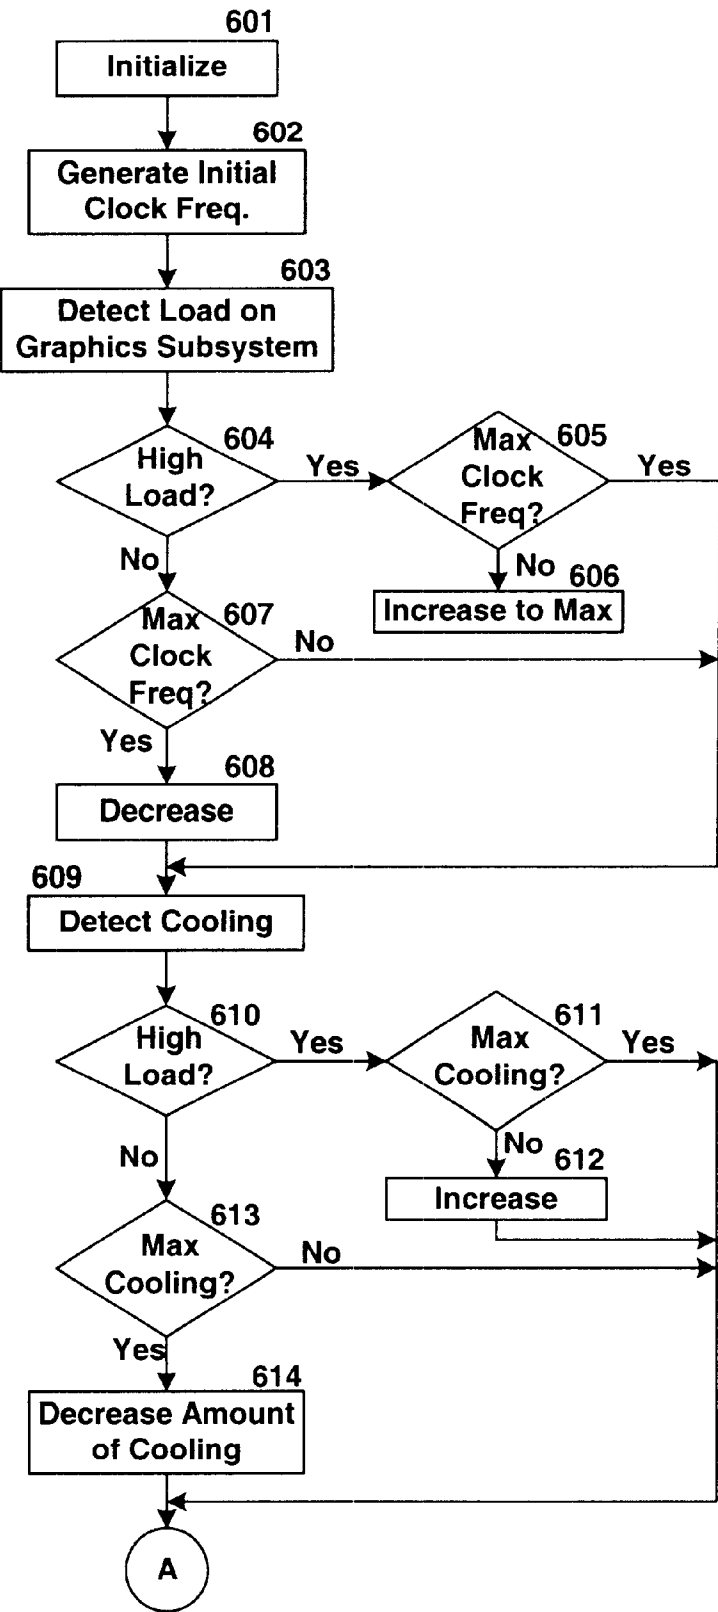 601
Initialize
602
Generate Initial
Clock Freq.
603
Detect Load on
Graphics Subsystem
604
High
Load?
Yes
605
Max
Clock
Freq?
Yes
No
No
606
Increase to Max
607
Max
Clock
Freq?
No
Yes
608
Decrease
609
Detect Cooling
610
High
Load?
Yes
611
Max
Cooling?
Yes
No
No
612
Increase
613
Max
Cooling?
No
Yes
614
Decrease Amount
of Cooling
A